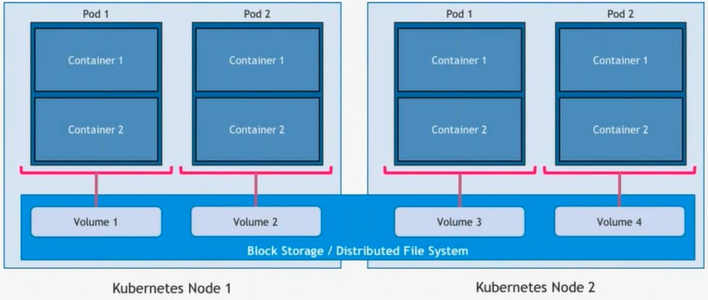 Pod 1
Pod 2
Pod 1
Pod 2
Container 1
Container 1
Container 1
Container 1
Container 2
Container 2
Container 2
Container 2
Volume 1
Volume 2
Volume 3
Volume 4
Block Storage / Distributed File System
Kubernetes Node 1
Kubernetes Node 2